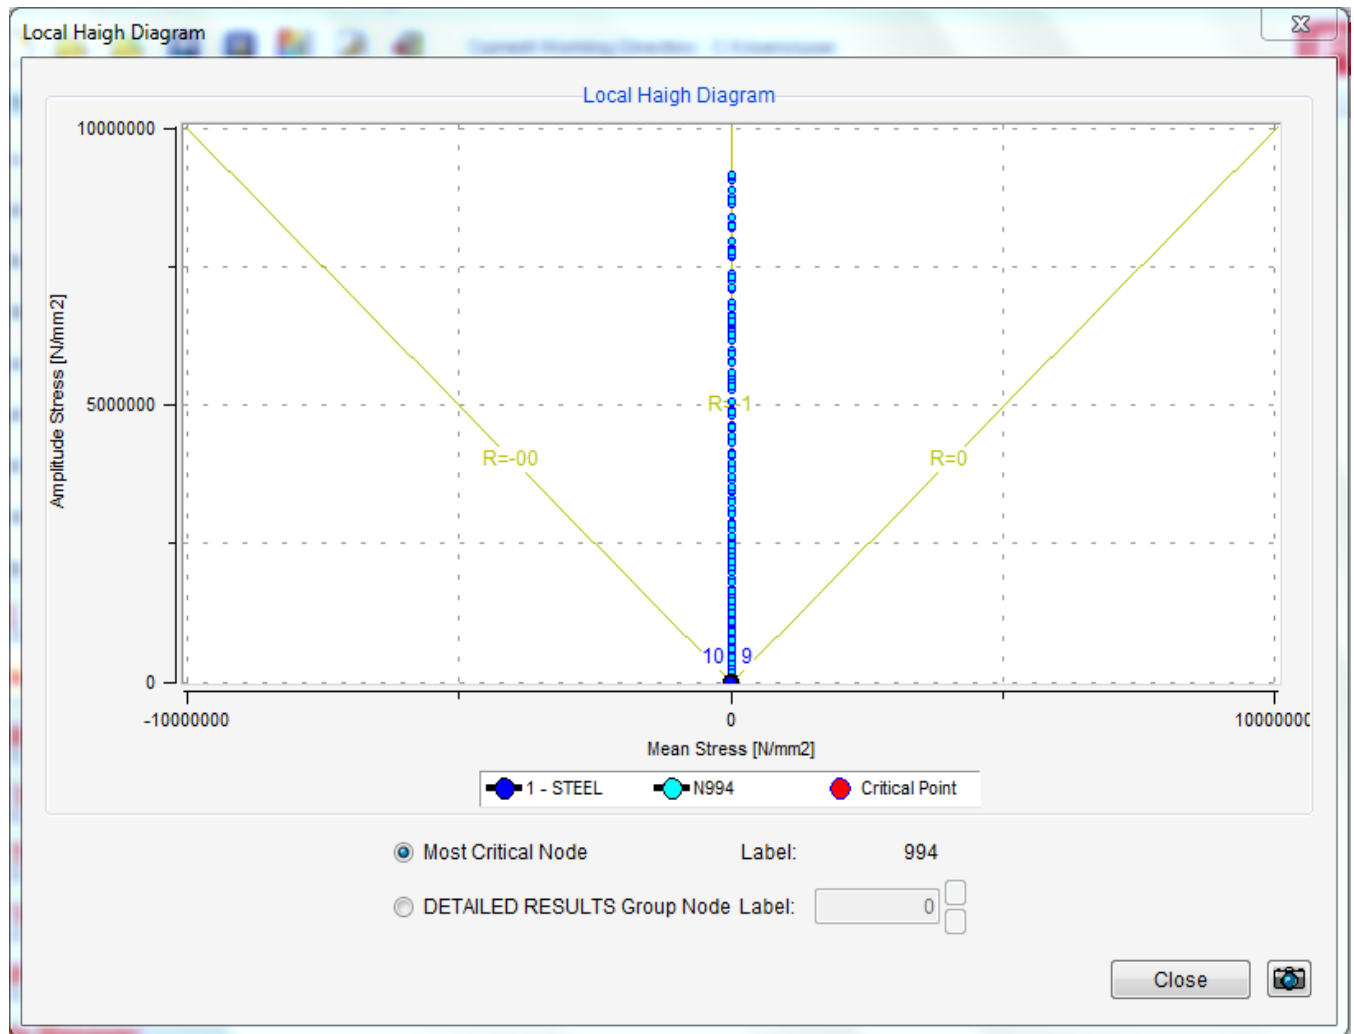 Local Haigh Diagram
Local Haigh Diagram
10000000
5000000
0
Amplitude Stress [N/mm2]
R=-00
R=-1
R=0
10 9
-10000000 0 10000000
Mean Stress [N/mm2]
1 - STEEL N994 Critical Point
Most Critical Node Label: 994
DETAILED RESULTS Group Node Label: 0
Close